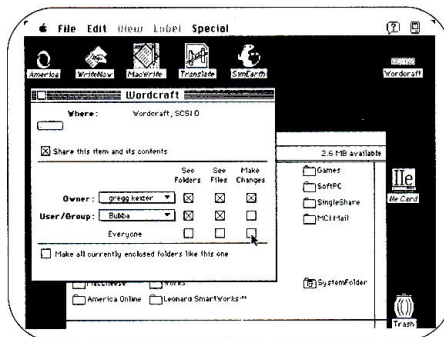 File Edit View Label Special
America WriteNow MacWrite Translate SimEarth Wordcraft
Wordcraft
Where: Wordcraft, SCSI 0
Share this item and its contents
2.6 MB available
See Folders See Files Make Changes
Owner: gregg keizer
User/Group: Bubba
Everyone
Make all currently enclosed folders like this one
Games
SoftPC
SingleShare
MCI Mail
IIe
IIe Card
Works
System Folder
America Online Leonard SmartWorks™
Trash